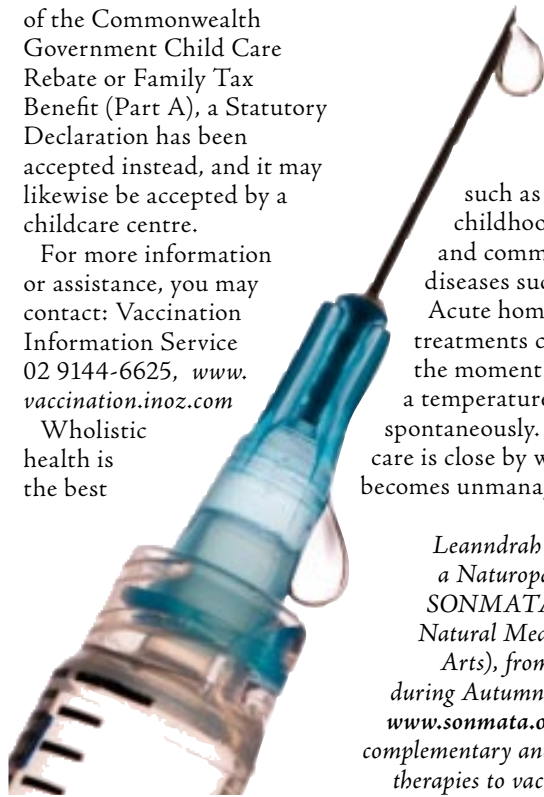 of the Commonwealth
Government Child Care
Rebate or Family Tax
Benefit (Part A), a Statutory
Declaration has been
accepted instead, and it may
likewise be accepted by a
childcare centre.
For more information
or assistance, you may
contact: Vaccination
Information Service
02 9144-6625, www.
vaccination.inoz.com
Wholistic
health is
the best
such as
childhoo
and comm
diseases suc
Acute hom
treatments c
the moment
a temperature
spontaneously.
care is close by w
becomes unmana
Leanndrah
a Naturop
SONMATA
Natural Med
Arts), from
during Autumn
www.sonmata.o
complementary an
therapies to vac